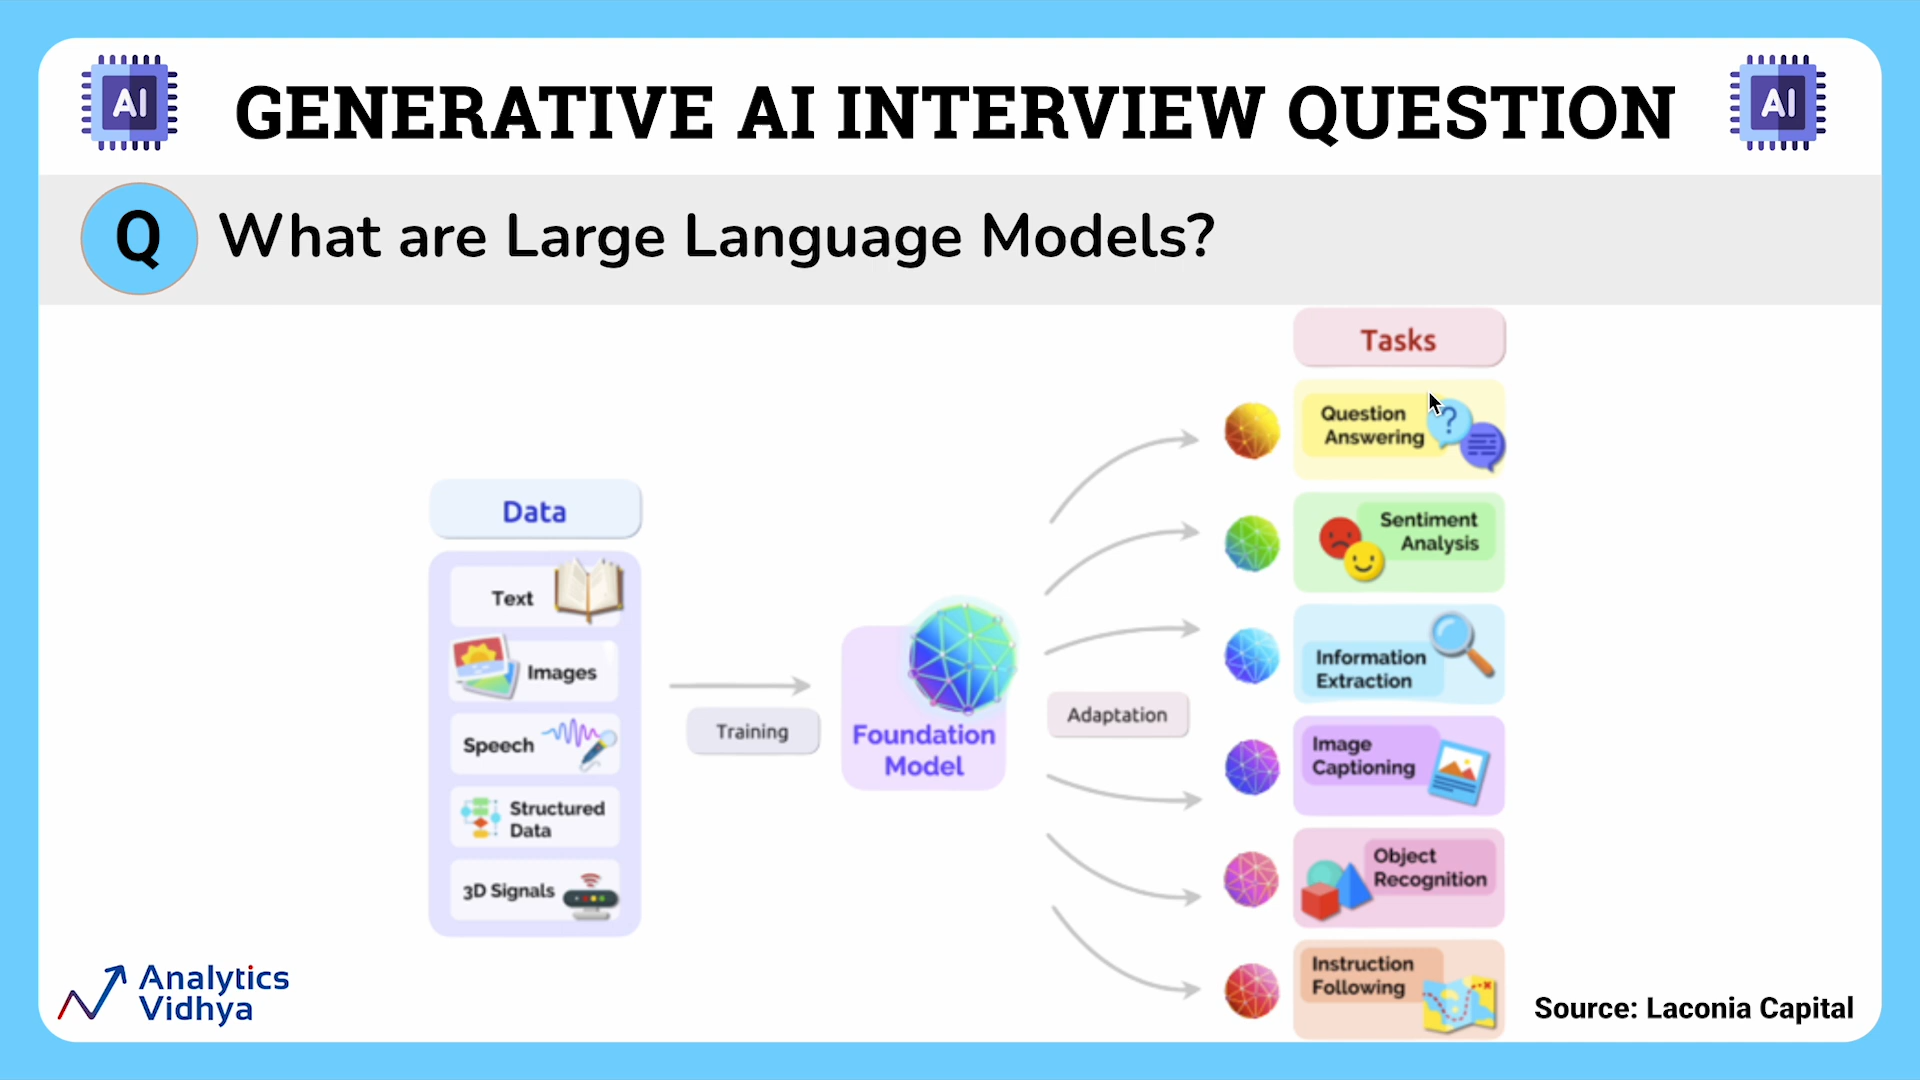 AI
GENERATIVE AI INTERVIEW QUESTION
AI
Q
What are Large Language Models?
Data
Text
Images
Speech
Structured
Data
3D Signals
Training
Foundation
Model
Adaptation
Tasks
Question
Answering
?
Sentiment
Analysis
Information
Extraction
Image
Captioning
Object
Recognition
Instruction
Following
Analytics
Vidhya
Source: Laconia Capital